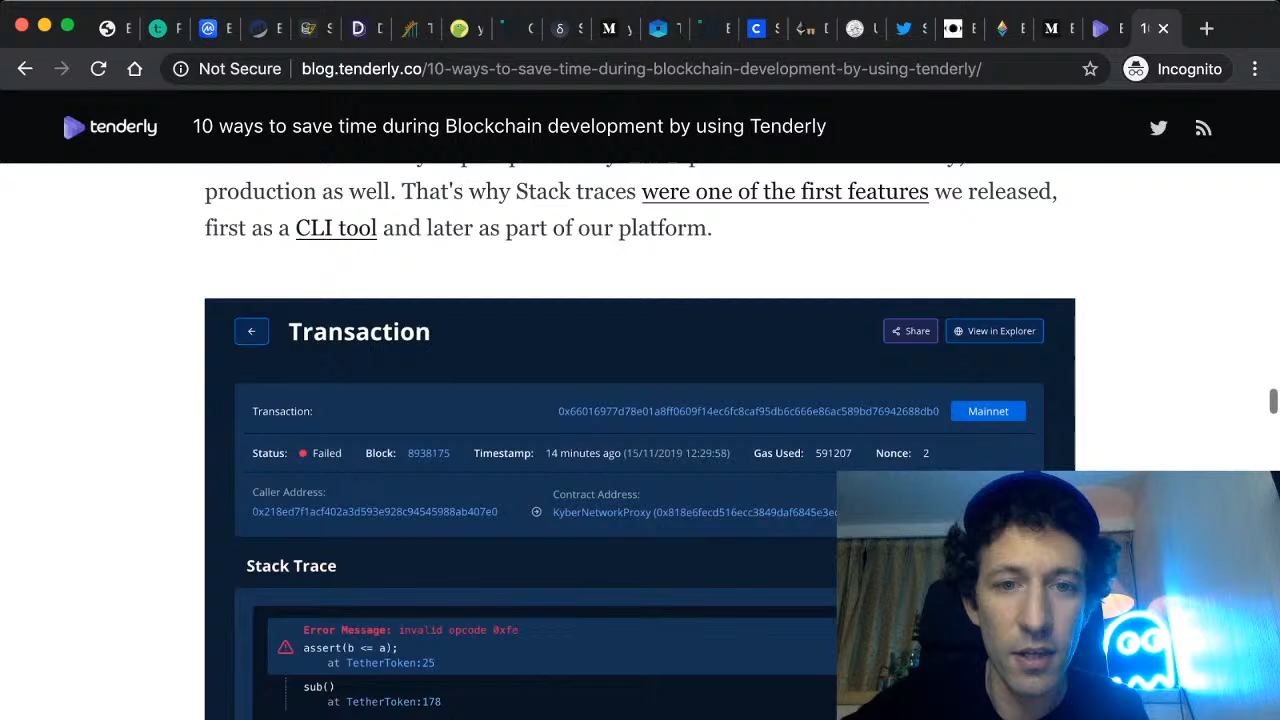 Not Secure blog.tenderly.co/10-ways-to-save-time-during-blockchain-development-by-using-tenderly/ Incognito
tenderly 10 ways to save time during Blockchain development by using Tenderly
production as well. That's why Stack traces were one of the first features we released,
first as a CLI tool and later as part of our platform.
Transaction Share View in Explorer
Transaction: 0x66016977d78e01a8ff0609f14ec6fc8caf95db6c666e86ac589bd76942688db0 Mainnet
Status: Failed Block: 8938175 Timestamp: 14 minutes ago (15/11/2019 12:29:58) Gas Used: 591207 Nonce: 2
Caller Address: Contract Address:
0x218ed7f1acf402a3d593e928c94545988ab407e0 KyberNetworkProxy (0x818e6fecd516ecc3849daf6845e3ec
Stack Trace
Error Message: invalid opcode 0xfe
assert(b <= a);
at TetherToken:25
sub()
at TetherToken:178